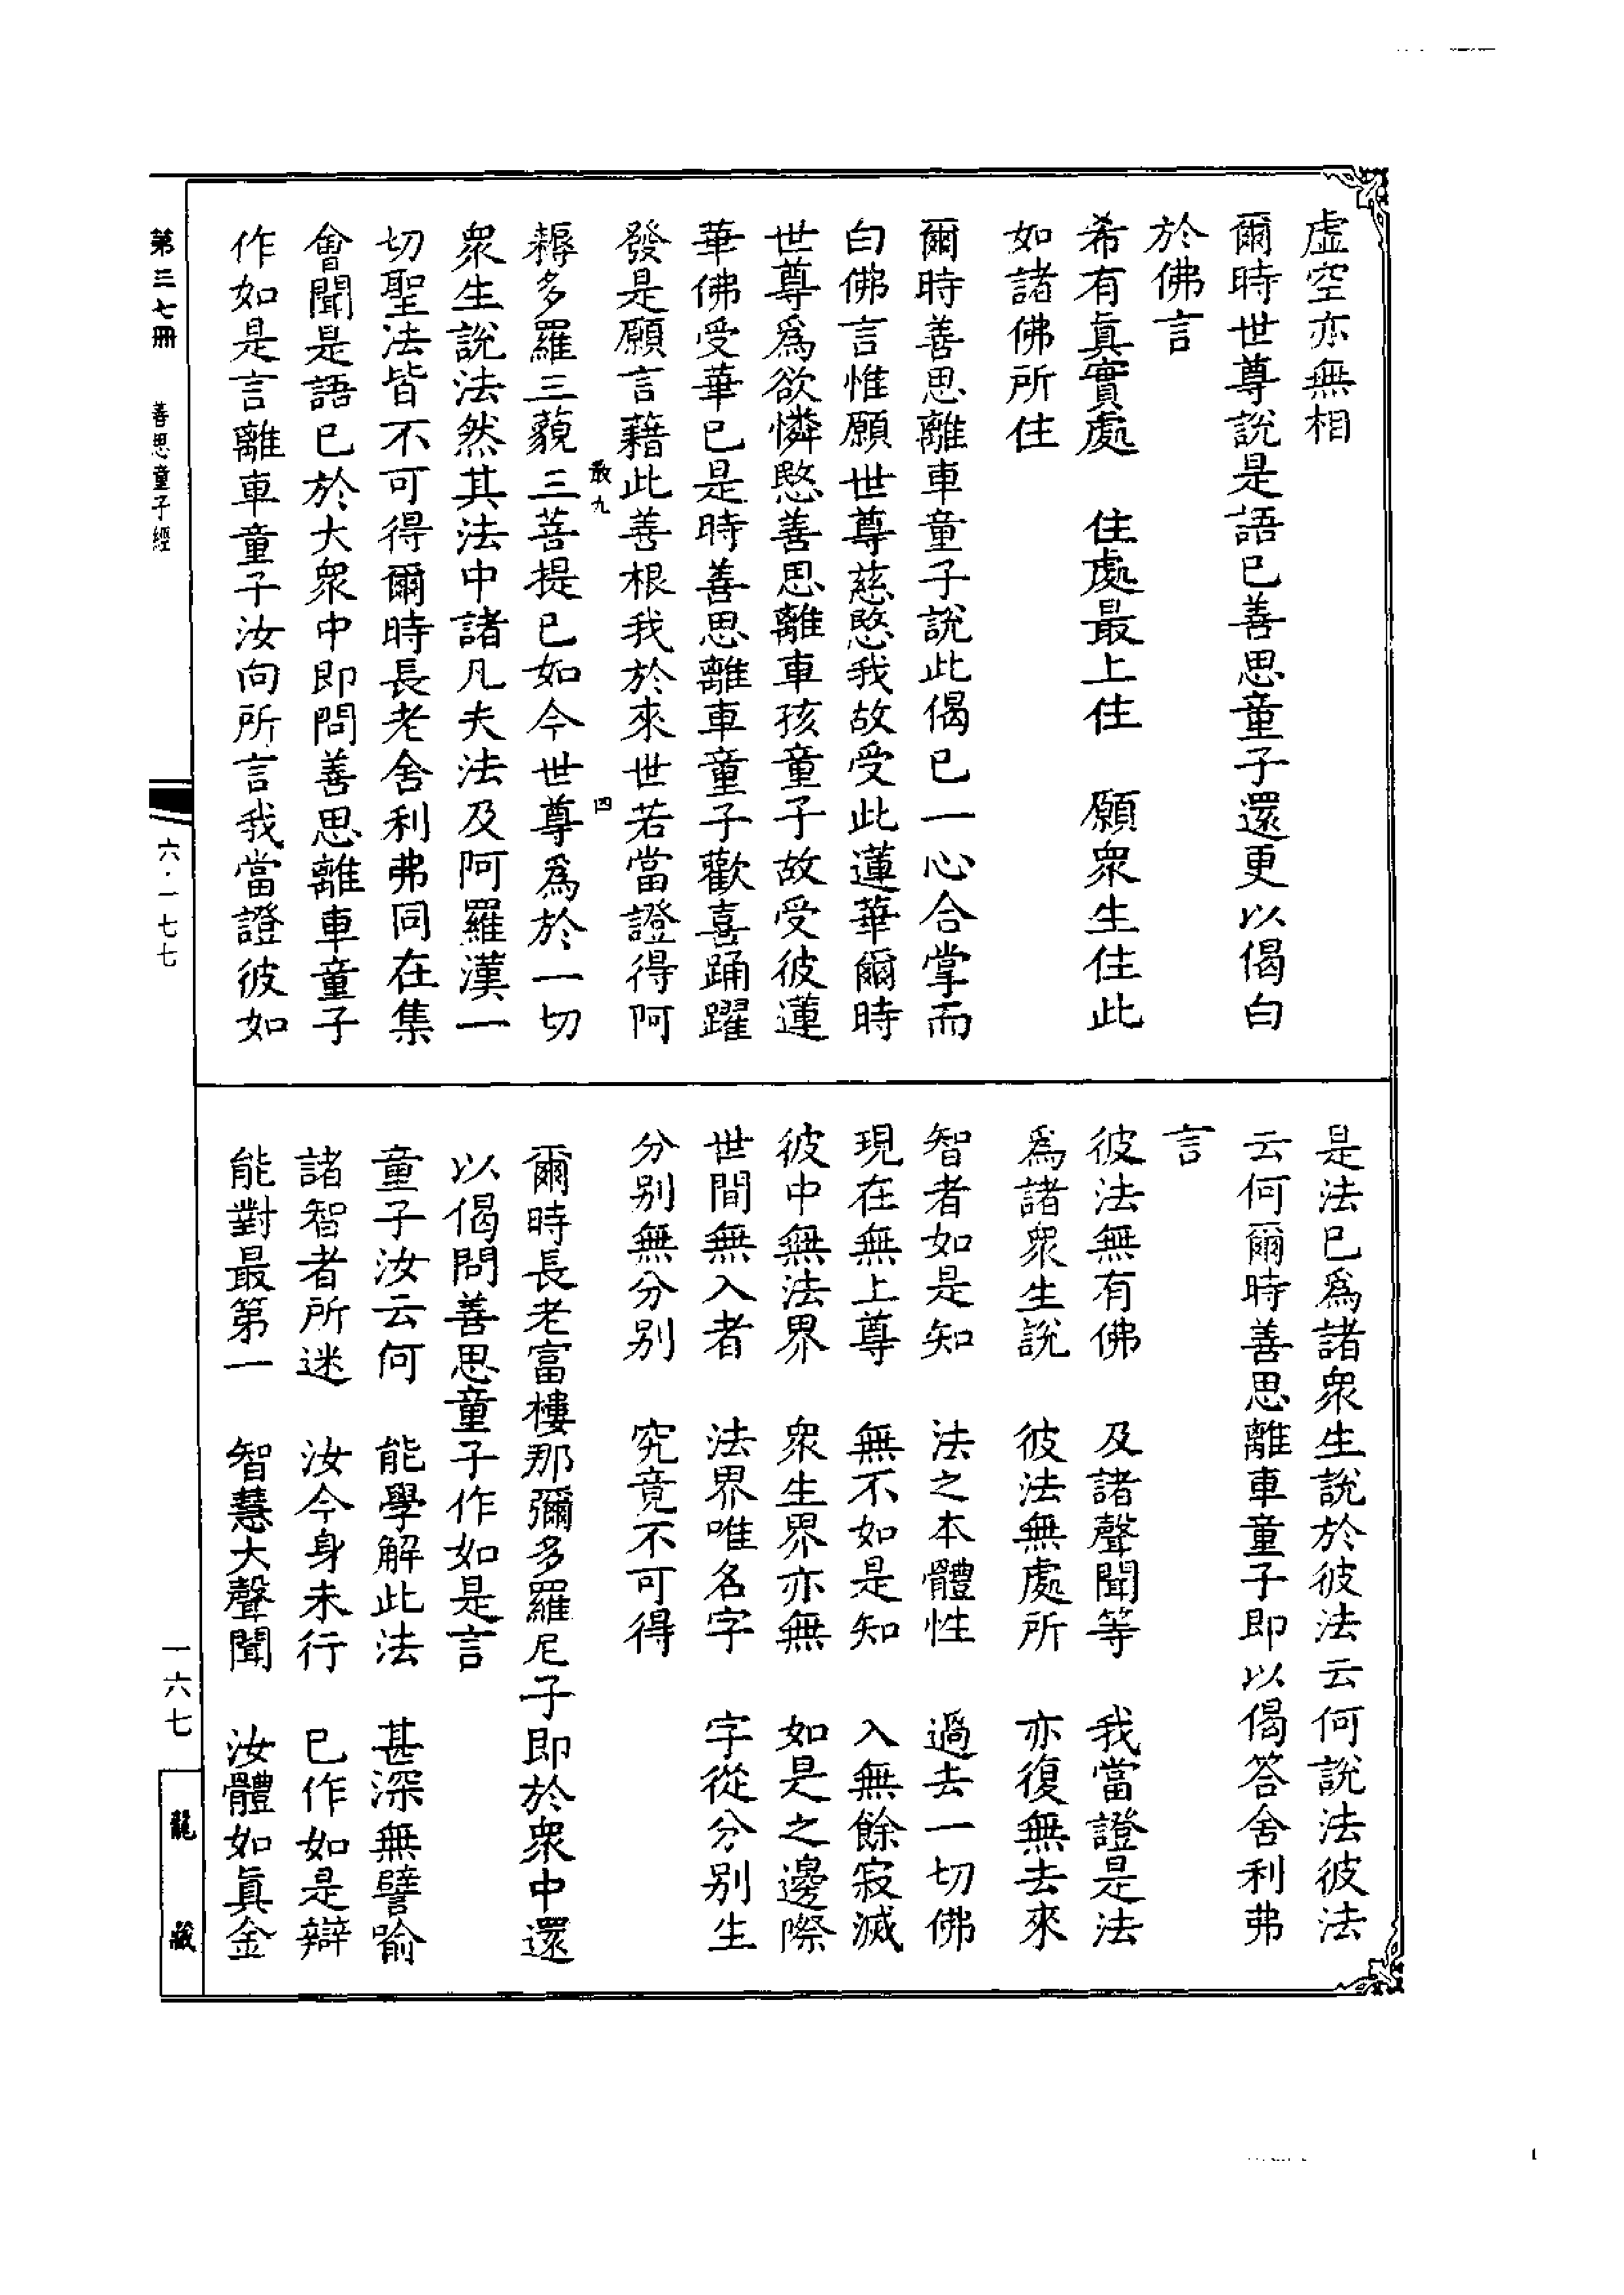 虛空亦無相
爾時世尊說是語已善思童子還更以偈白
於佛言
希有眞實處　住處最上住　願衆生住此
如諸佛所住
爾時善思離車童子說此偈已一心合掌而
白佛言惟願世尊慈愍我故受此蓮華爾時
世尊爲欲憐愍善思離車孩童子故受彼蓮
華佛受華已是時善思離車童子歡喜踊躍
發是願言藉此善根我於來世若當證得阿
九　四
耨多羅三藐三菩提已如今世尊爲於一切
衆生說法然其法中諸凡夫法及阿羅漢一
切聖法皆不可得爾時長老舍利弗同在集
會聞是語已於大衆中即問善思離車童子
作如是言離車童子汝向所言我當證彼如
是法已爲諸衆生說於彼法云何說法彼法
云何爾時善思離車童子即以偈答舍利弗
言
彼法無有佛　及諸聲聞等　我當證是法
爲諸衆生說　彼法無處所　亦復無去來
智者如是知　法之本體性　過去一切佛
現在無上尊　無不如是知　入無餘寂滅
彼中無法界　衆生界亦無　如是之邊際
世間無入者　法界唯名字　字從分别生
分别無分别　究竟不可得
爾時長老富樓那彌多羅尼子即於衆中還
以偈問善思童子作如是言
童子汝云何　能學解此法　甚深無譬喻
諸智者所迷　汝今身未行　已作如是辯
能對最第一　智慧大聲聞　汝體如眞金
第三七冊　善思童子經
六·一七七
一六七
龍藏